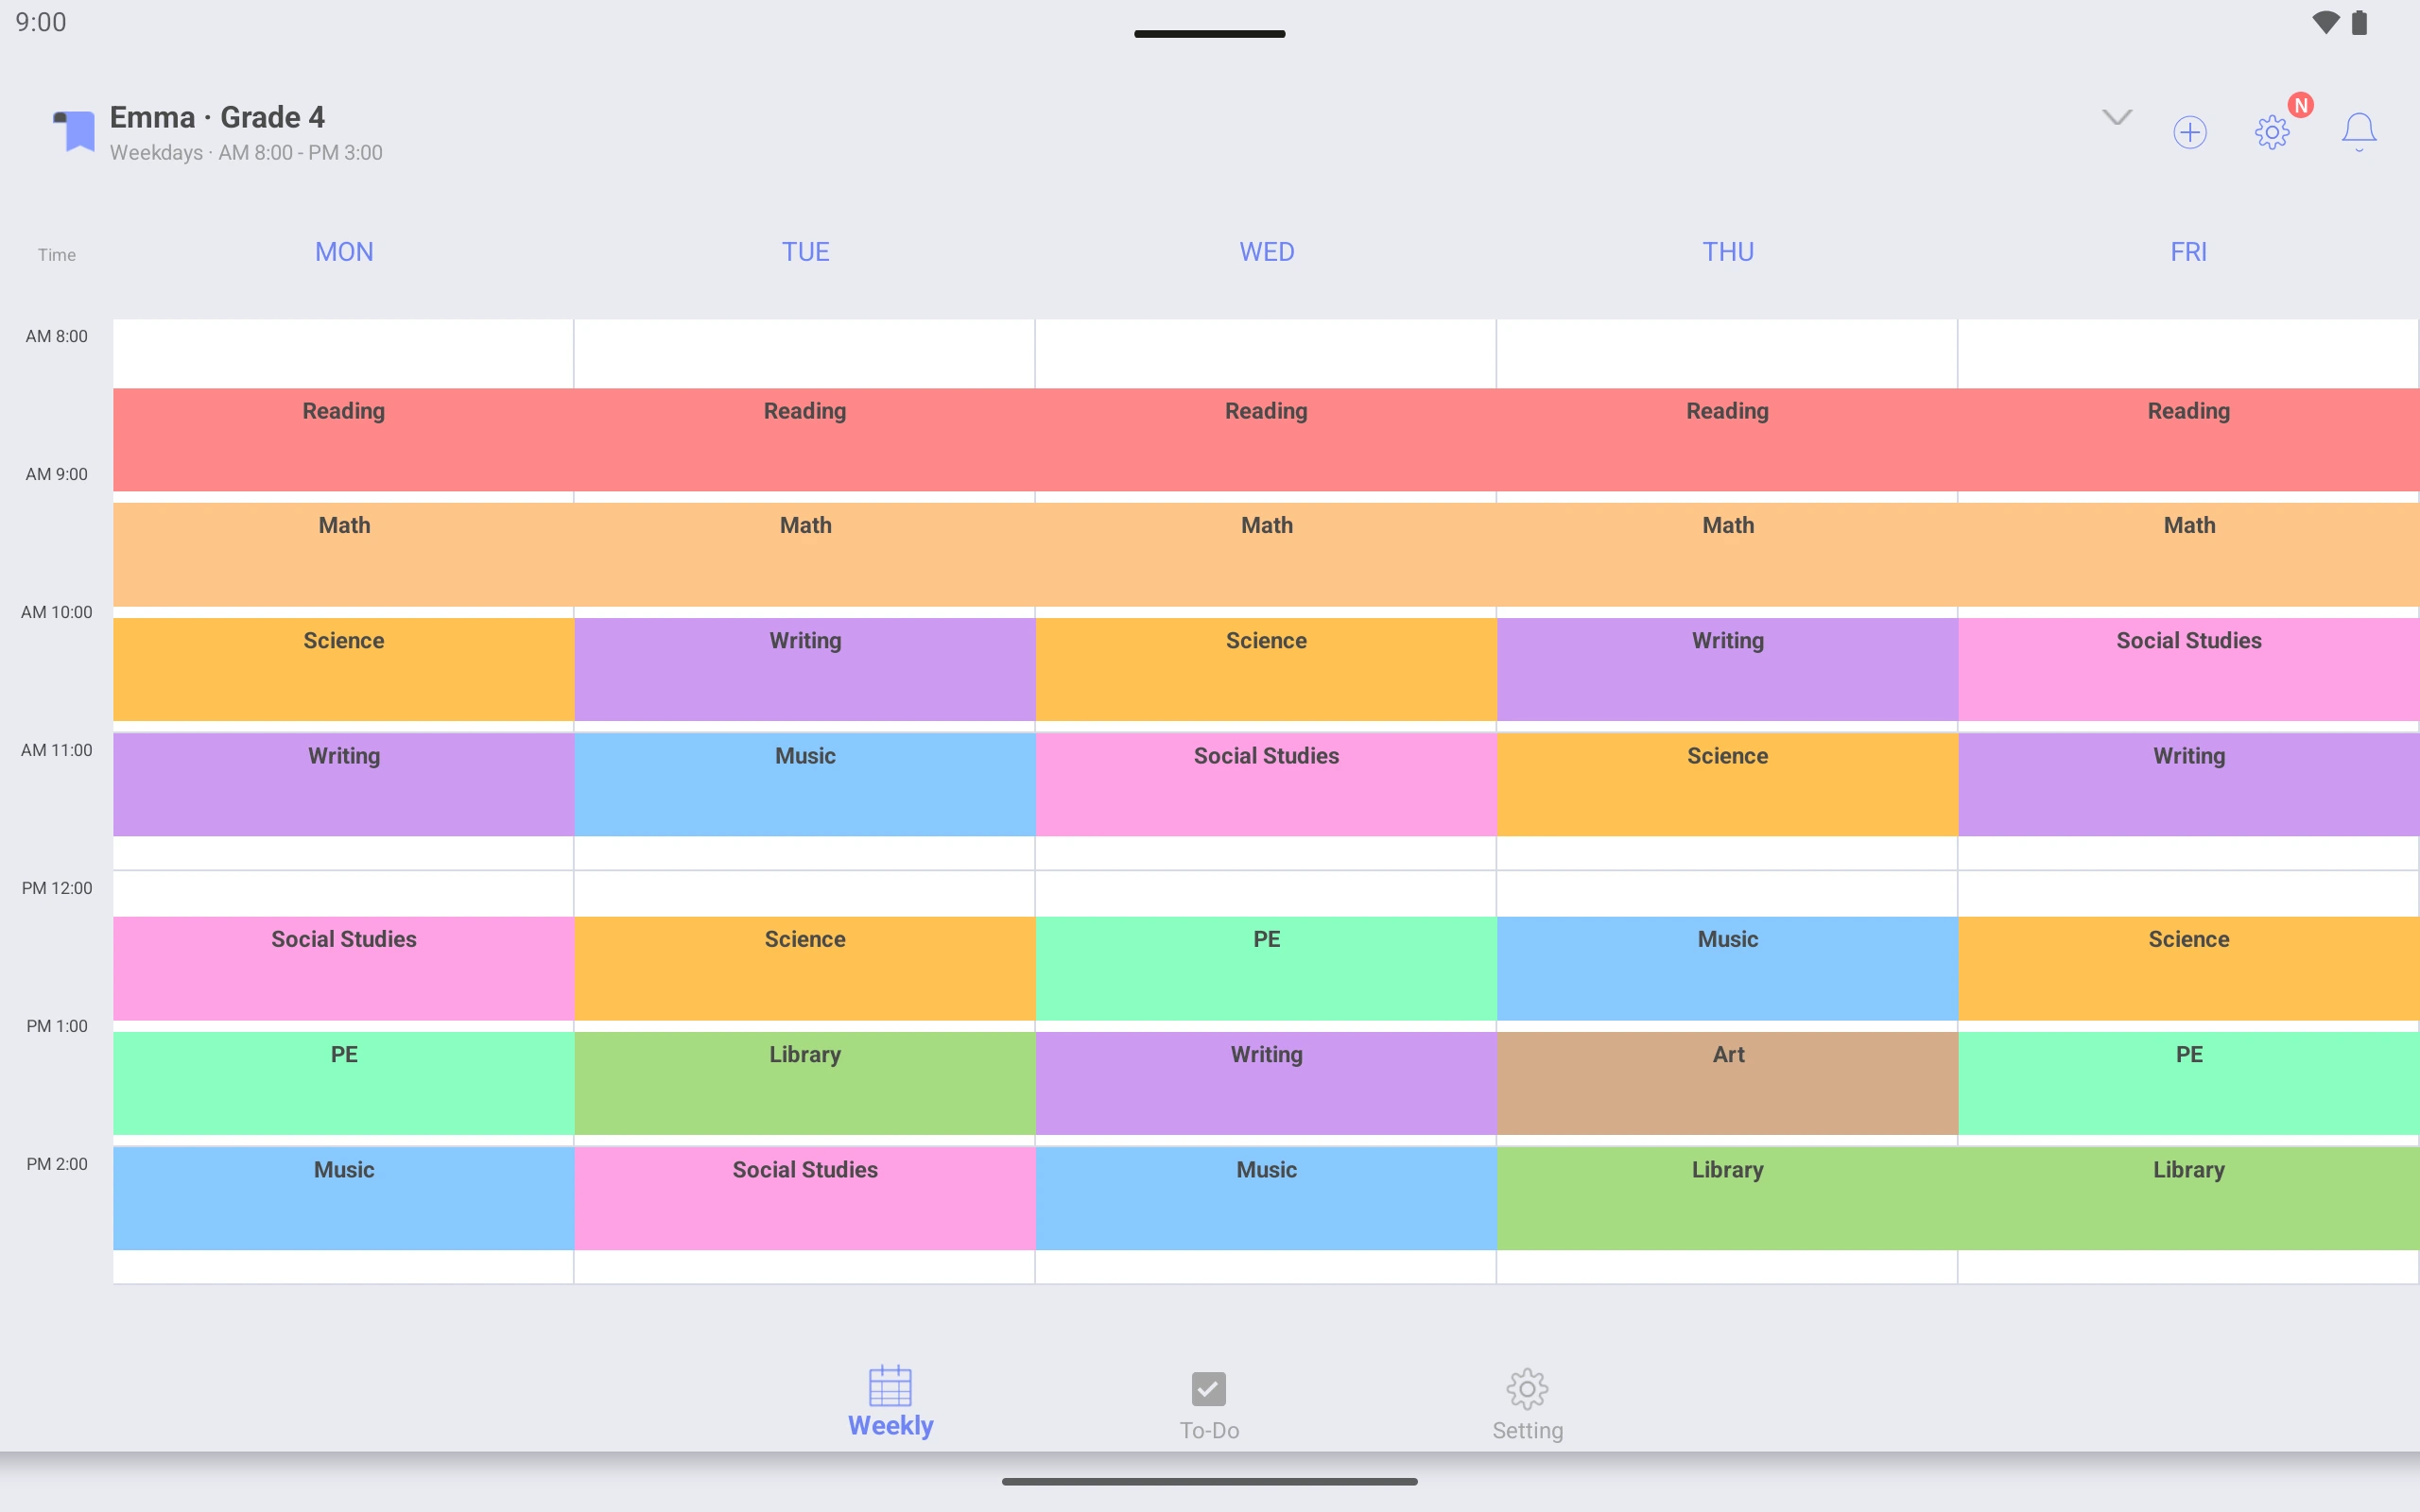 9:00
Emma · Grade 4
N
Weekdays · AM 8:00 - PM 3:00
Time MON TUE WED THU FRI
AM 8:00
Reading Reading Reading Reading Reading
AM 9:00
Math Math Math Math Math
AM 10:00
Science Writing Science Writing Social Studies
AM 11:00
Writing Music Social Studies Science Writing
PM 12:00
Social Studies Science PE Music Science
PM 1:00
PE Library Writing Art PE
PM 2:00
Music Social Studies Music Library Library
Weekly To-Do Setting